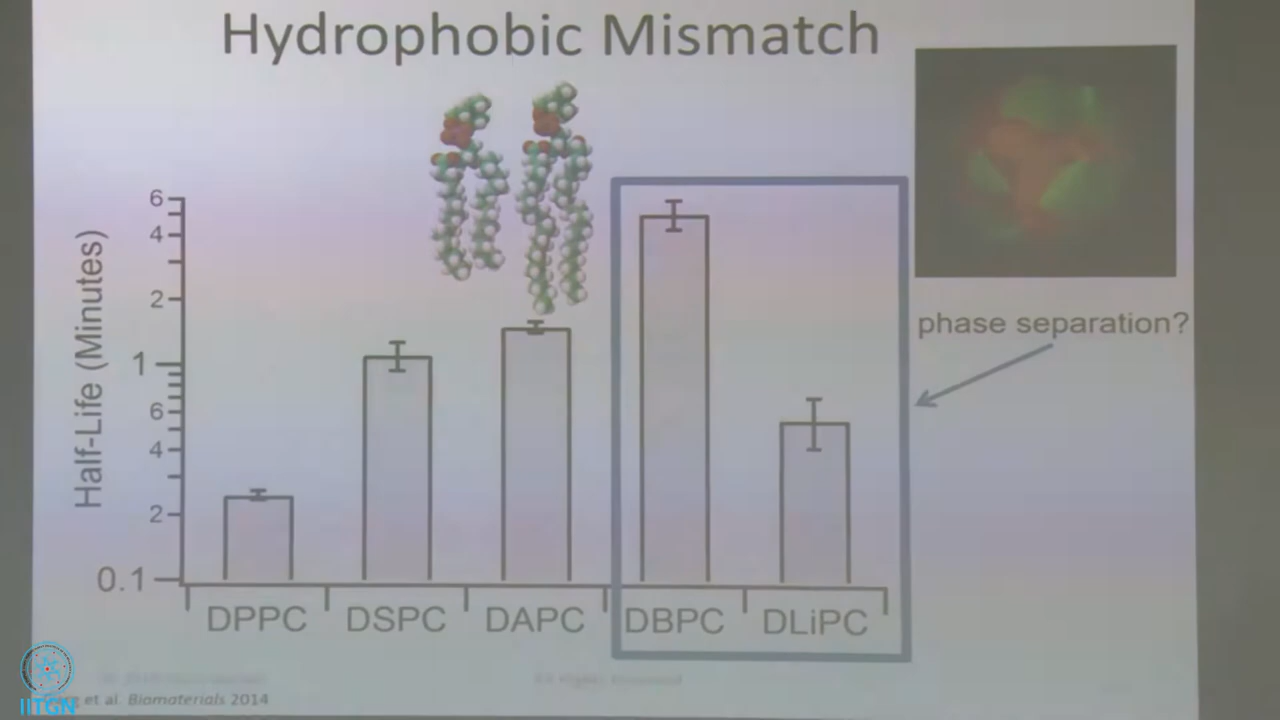 Hydrophobic Mismatch
Half-Life (Minutes)
6
4
2
1
6
4
2
0.1
DPPC
DSPC
DAPC
DBPC
DLiPC
phase separation?
et al. Biomaterials 2014
IITGN